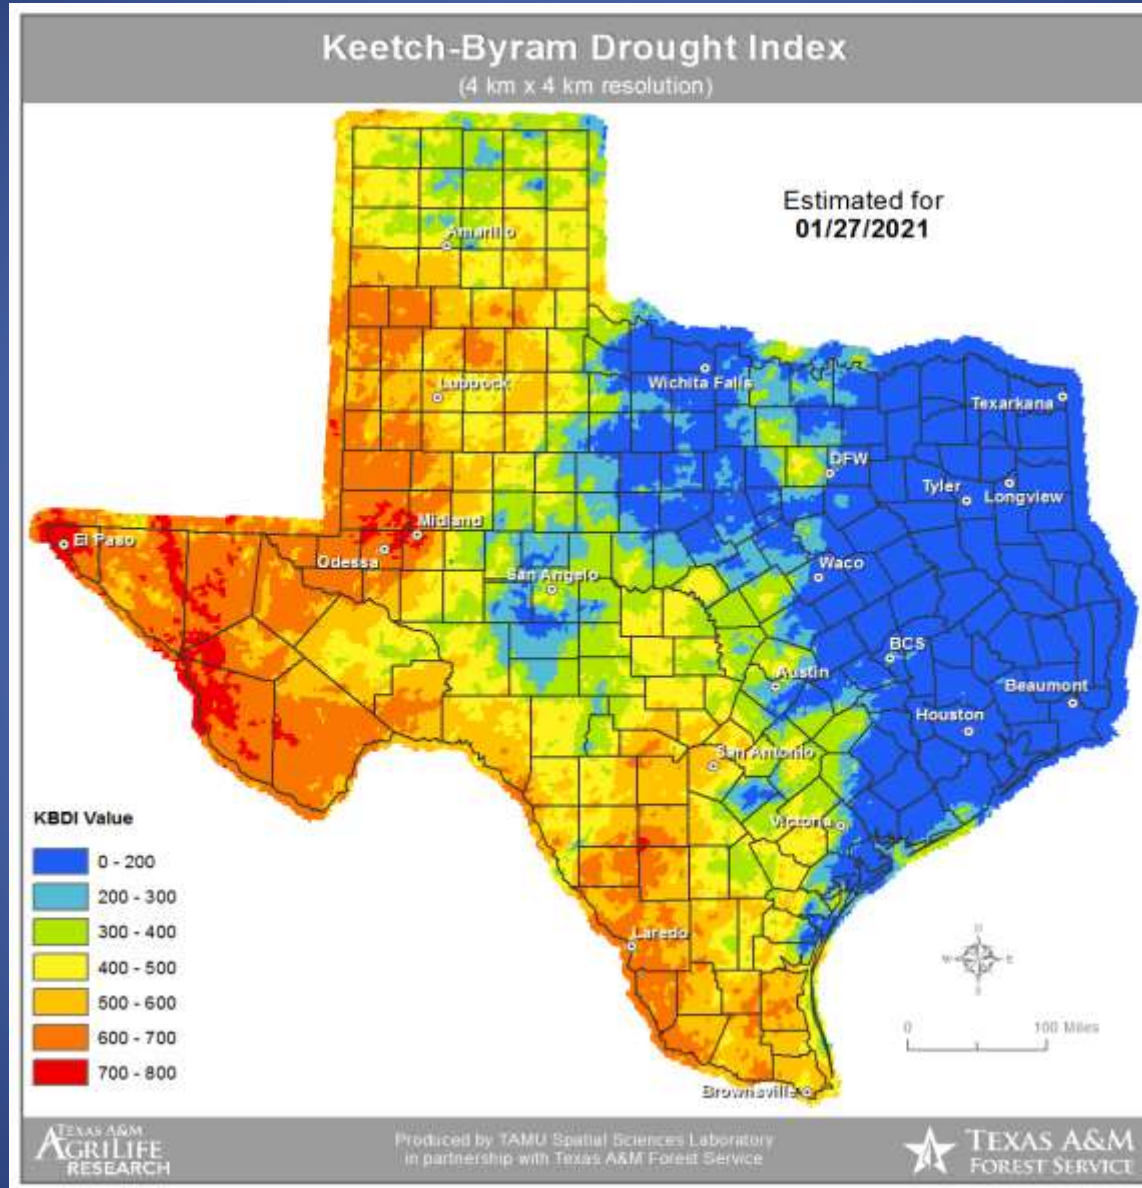 Keetch-Byram Drought Index
(4 km x 4 km resolution)
Estimated for
01/27/2021
Amarillo
Lubbock
Wichita Falls
Texarkana
DFW
Tyler
Longview
Midland
El Paso
Odessa
San Angelo
Waco
BCS
Austin
Beaumont
Houston
San Antonio
Victoria
Laredo
Brownsville
KBDI Value
0 - 200
200 - 300
300 - 400
400 - 500
500 - 600
600 - 700
700 - 800
N
W E
S
0 100 Miles
TEXAS A&M
AGRILIFE
RESEARCH
Produced by TAMU Spatial Sciences Laboratory
in partnership with Texas A&M Forest Service
TEXAS A&M
FOREST SERVICE